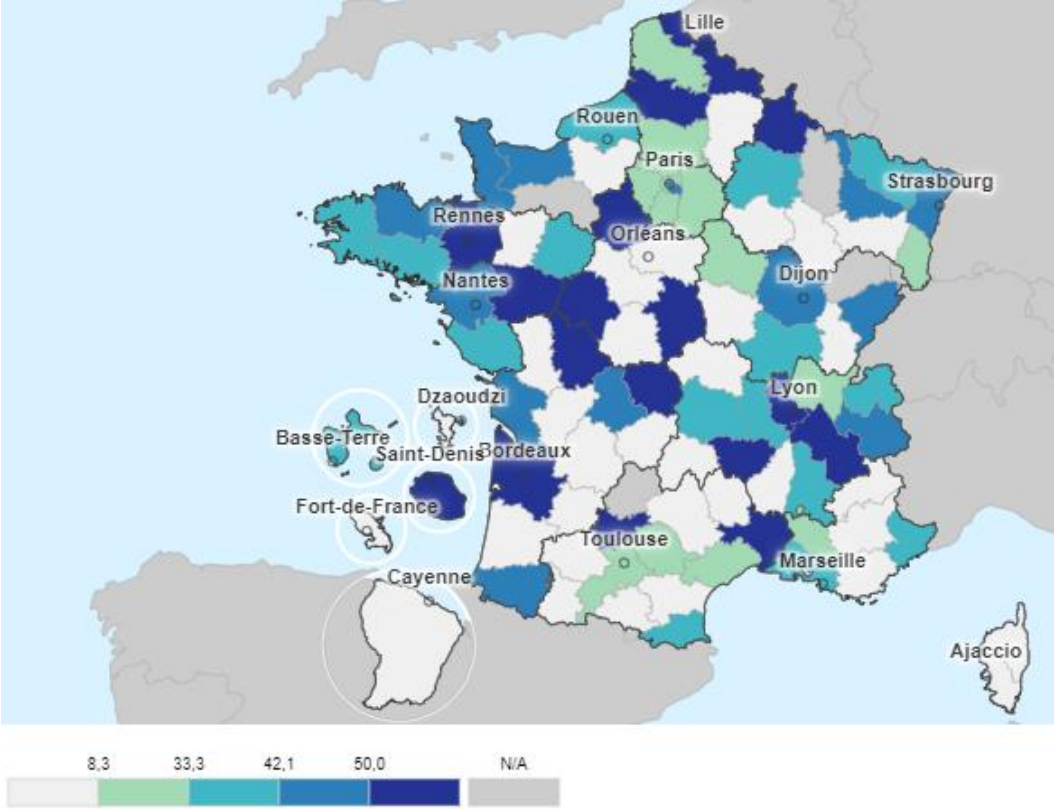 Lille
Rouen
Paris
Strasbourg
Rennes
Orléans
Nantes
Dijon
Lyon
Dzaoudzi
Basse-Terre
Saint-Denis
Bordeaux
Fort-de-France
Toulouse
Marseille
Cayenne
Ajaccio
8,3 33,3 42,1 50,0 N/A